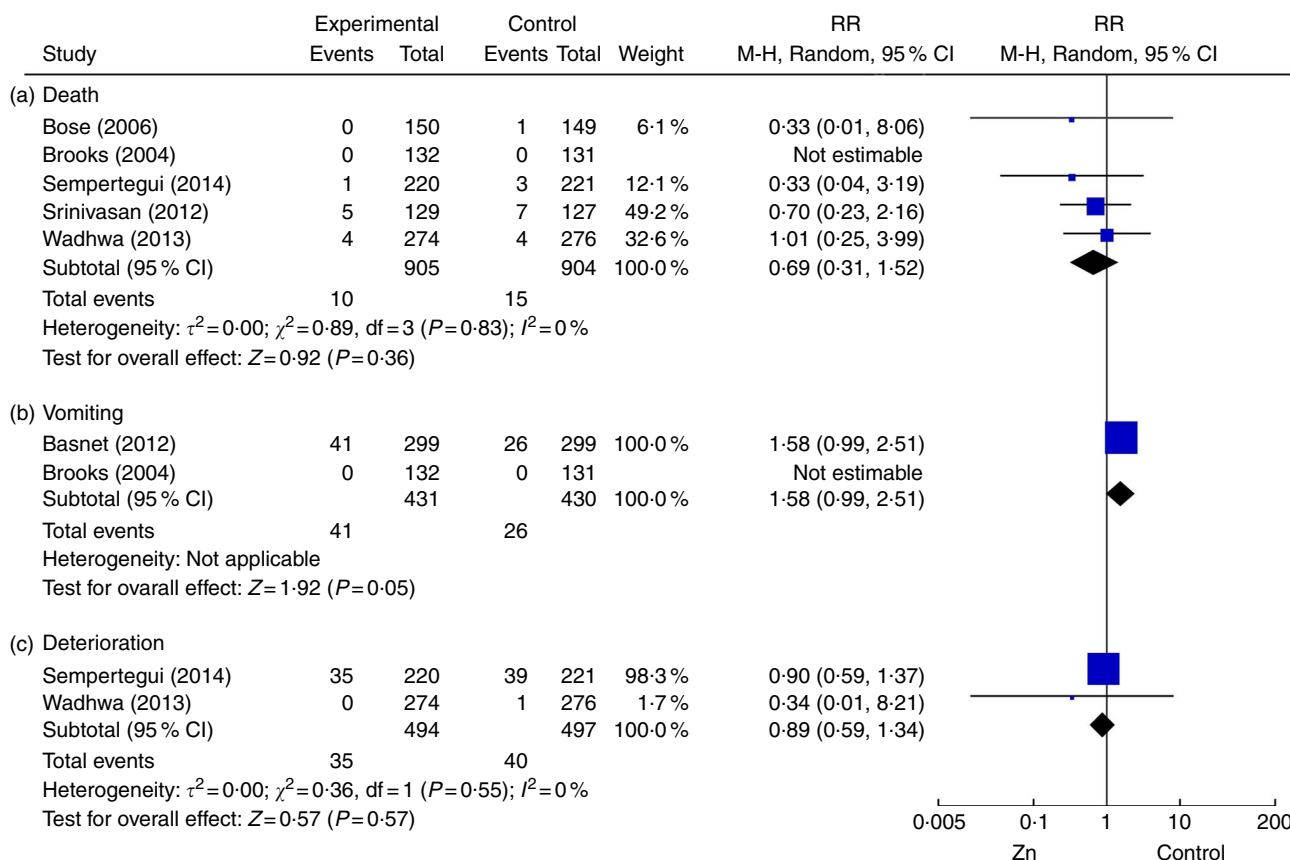 Experimental Control RR RR
Study Events Total Events Total Weight M-H, Random, 95 % CI M-H, Random, 95 % CI
(a) Death
Bose (2006) 0 150 1 149 6·1 % 0·33 (0·01, 8·06)
Brooks (2004) 0 132 0 131 Not estimable
Sempertegui (2014) 1 220 3 221 12·1 % 0·33 (0·04, 3·19)
Srinivasan (2012) 5 129 7 127 49·2 % 0·70 (0·23, 2·16)
Wadhwa (2013) 4 274 4 276 32·6 % 1·01 (0·25, 3·99)
Subtotal (95 % CI) 905 904 100·0 % 0·69 (0·31, 1·52)
Total events 10 15
Heterogeneity: τ²=0·00; χ²=0·89, df=3 (P=0·83); I²=0 %
Test for overall effect: Z=0·92 (P=0·36)
(b) Vomiting
Basnet (2012) 41 299 26 299 100·0 % 1·58 (0·99, 2·51)
Brooks (2004) 0 132 0 131 Not estimable
Subtotal (95 % CI) 431 430 100·0 % 1·58 (0·99, 2·51)
Total events 41 26
Heterogeneity: Not applicable
Test for ovarall effect: Z=1·92 (P=0·05)
(c) Deterioration
Sempertegui (2014) 35 220 39 221 98·3 % 0·90 (0·59, 1·37)
Wadhwa (2013) 0 274 1 276 1·7 % 0·34 (0·01, 8·21)
Subtotal (95 % CI) 494 497 100·0 % 0·89 (0·59, 1·34)
Total events 35 40
Heterogeneity: τ²=0·00; χ²=0·36, df=1 (P=0·55); I²=0 %
Test for overall effect: Z=0·57 (P=0·57)
0·005 0·1 1 10 200
Zn Control